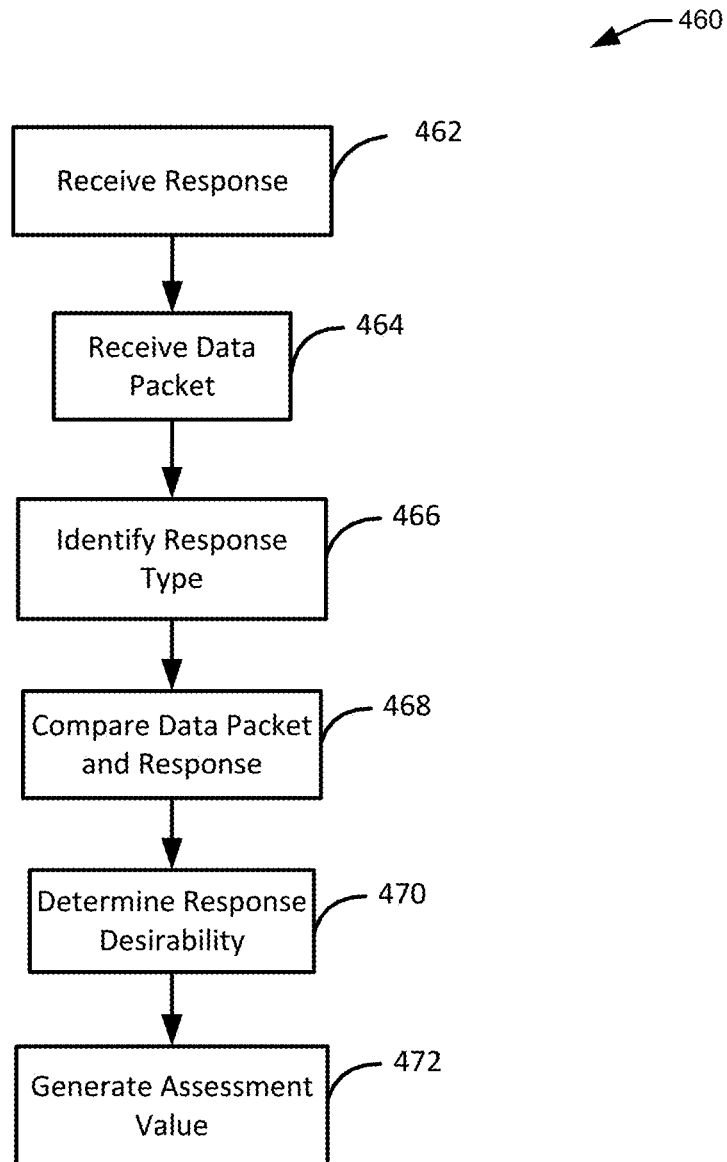 460
Receive Response
462
Receive Data
Packet
464
Identify Response
Type
466
Compare Data Packet
and Response
468
Determine Response
Desirability
470
Generate Assessment
Value
472